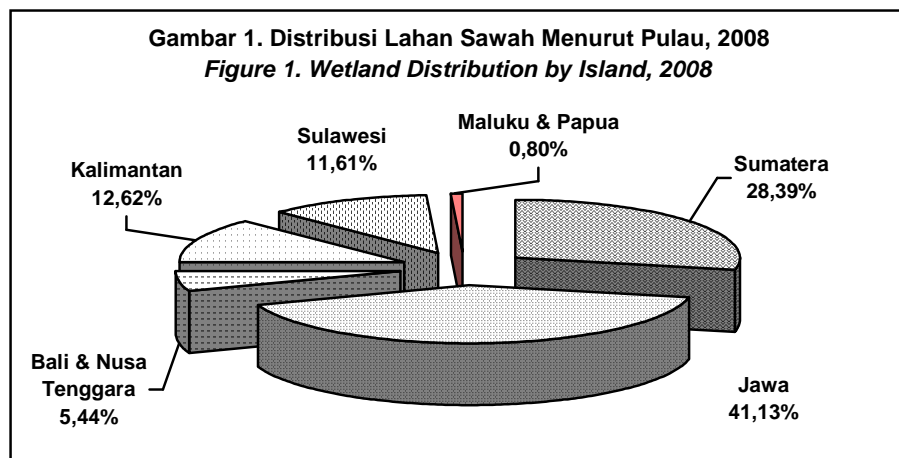 Gambar 1. Distribusi Lahan Sawah Menurut Pulau, 2008
Figure 1. Wetland Distribution by Island, 2008
Maluku & Papua
0,80%
Sulawesi
11,61%
Sumatera
28,39%
Kalimantan
12,62%
Bali & Nusa
Tenggara
5,44%
Jawa
41,13%